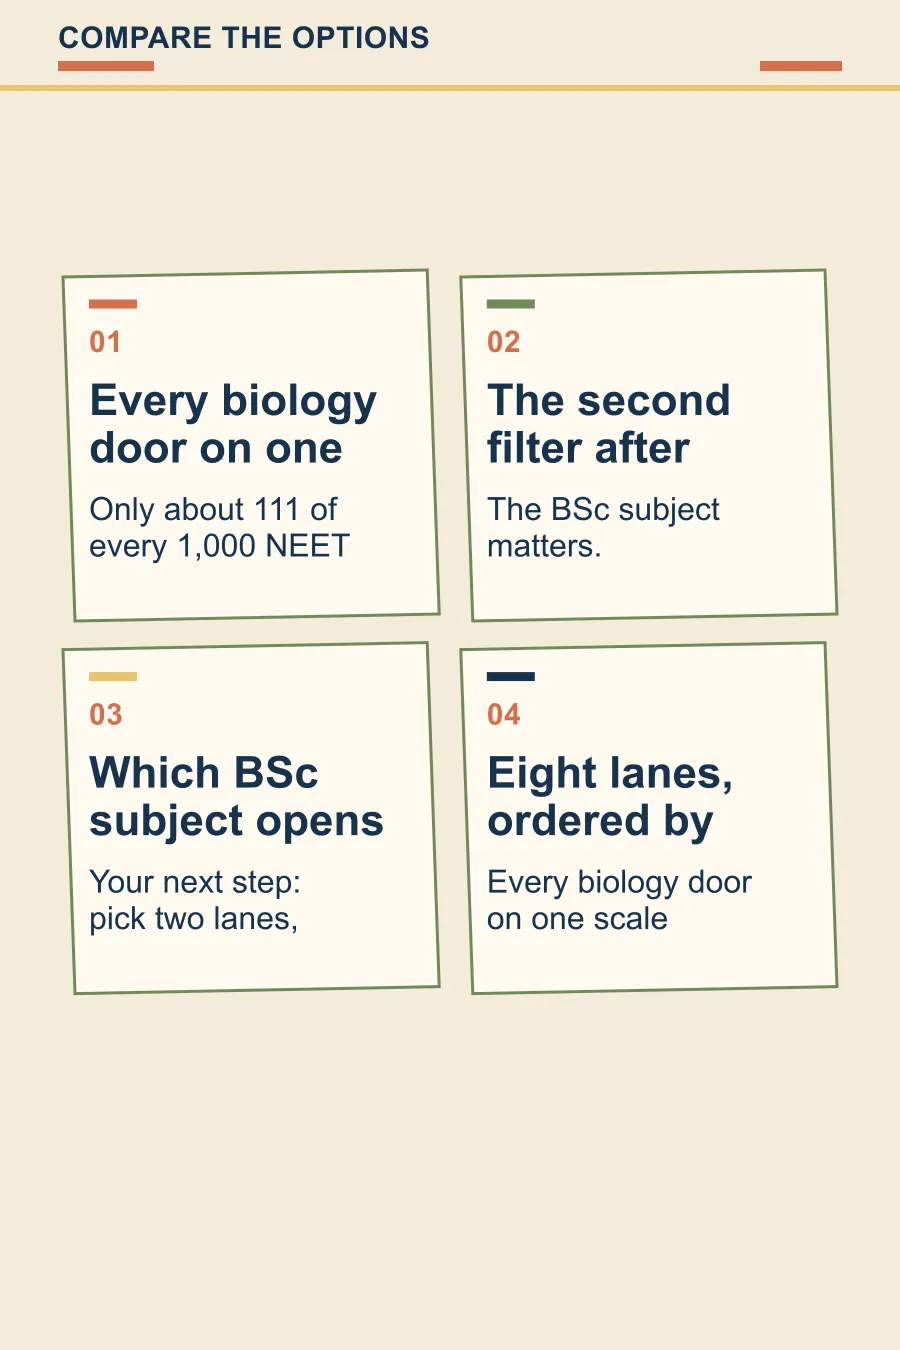 COMPARE THE OPTIONS
01
Every biology
door on one
Only about 111 of
every 1,000 NEET
02
The second
filter after
The BSc subject
matters.
03
Which BSc
subject opens
Your next step:
pick two lanes,
04
Eight lanes,
ordered by
Every biology door
on one scale